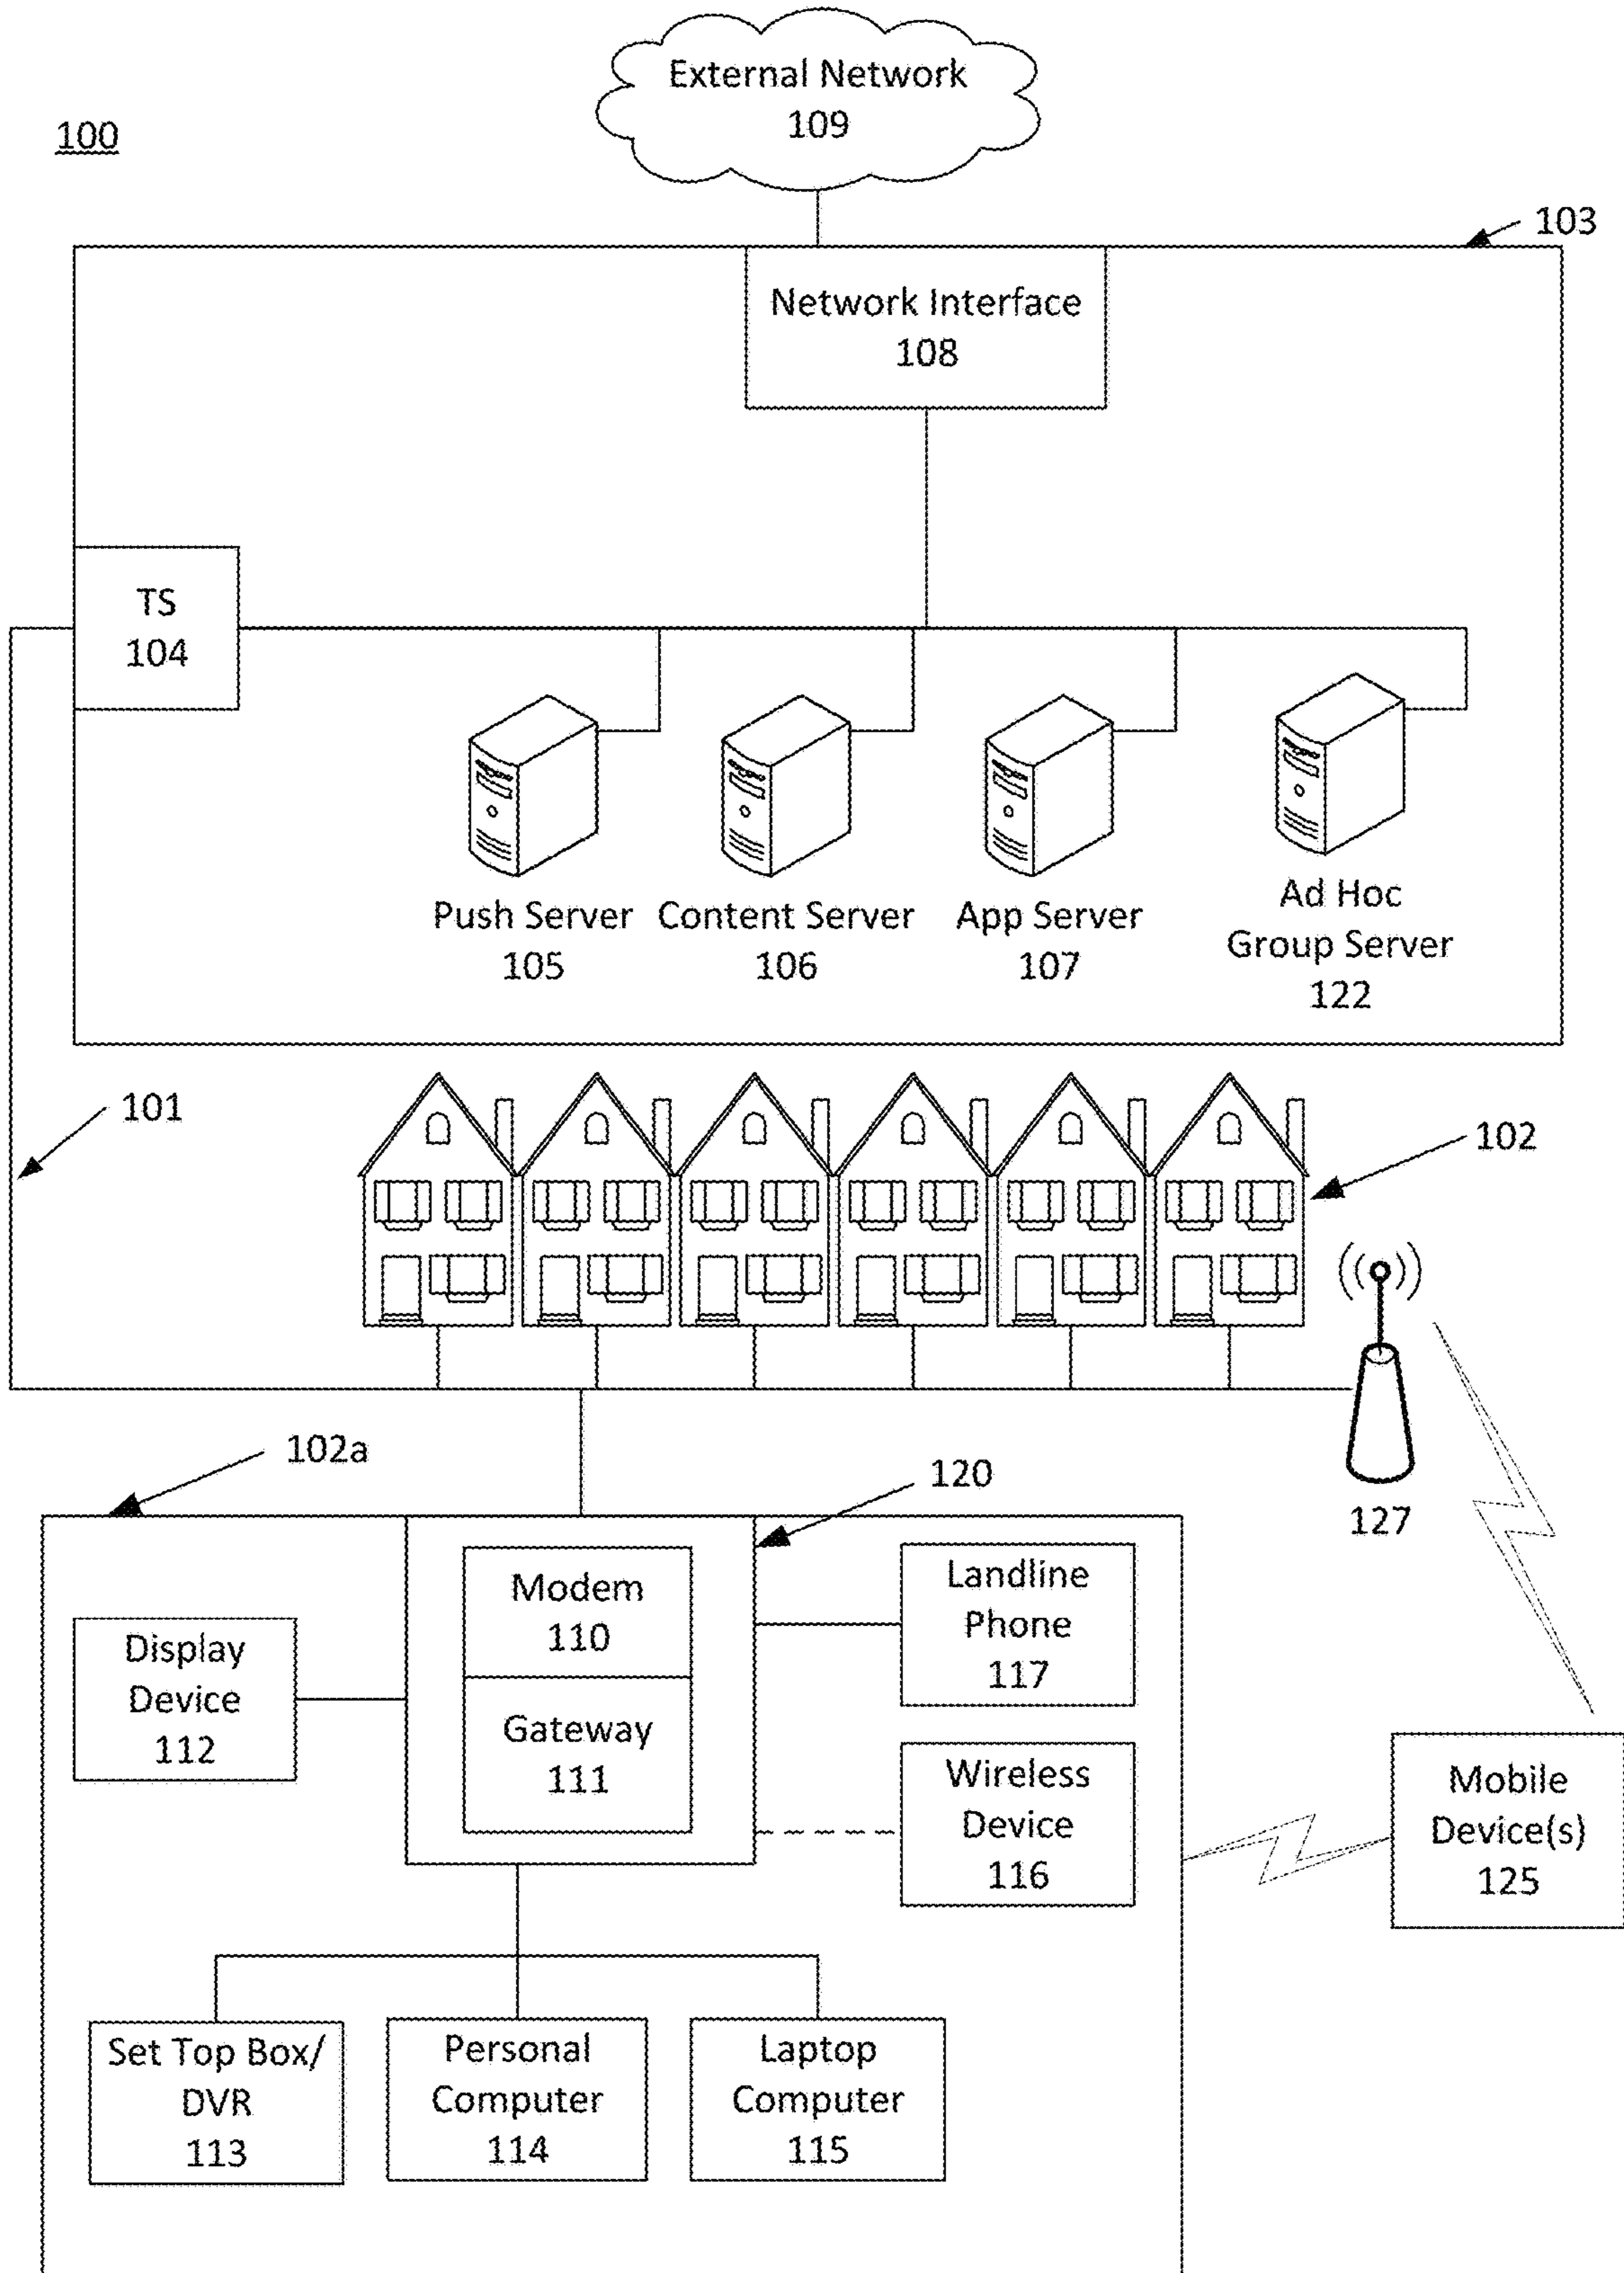 External Network
109
100
103
Network Interface
108
TS
104
Push Server
105
Content Server
106
App Server
107
Ad Hoc
Group Server
122
101
102
127
102a
120
Modem
110
Gateway
111
Display
Device
112
Landline
Phone
117
Wireless
Device
116
Mobile
Device(s)
125
Set Top Box/
DVR
113
Personal
Computer
114
Laptop
Computer
115